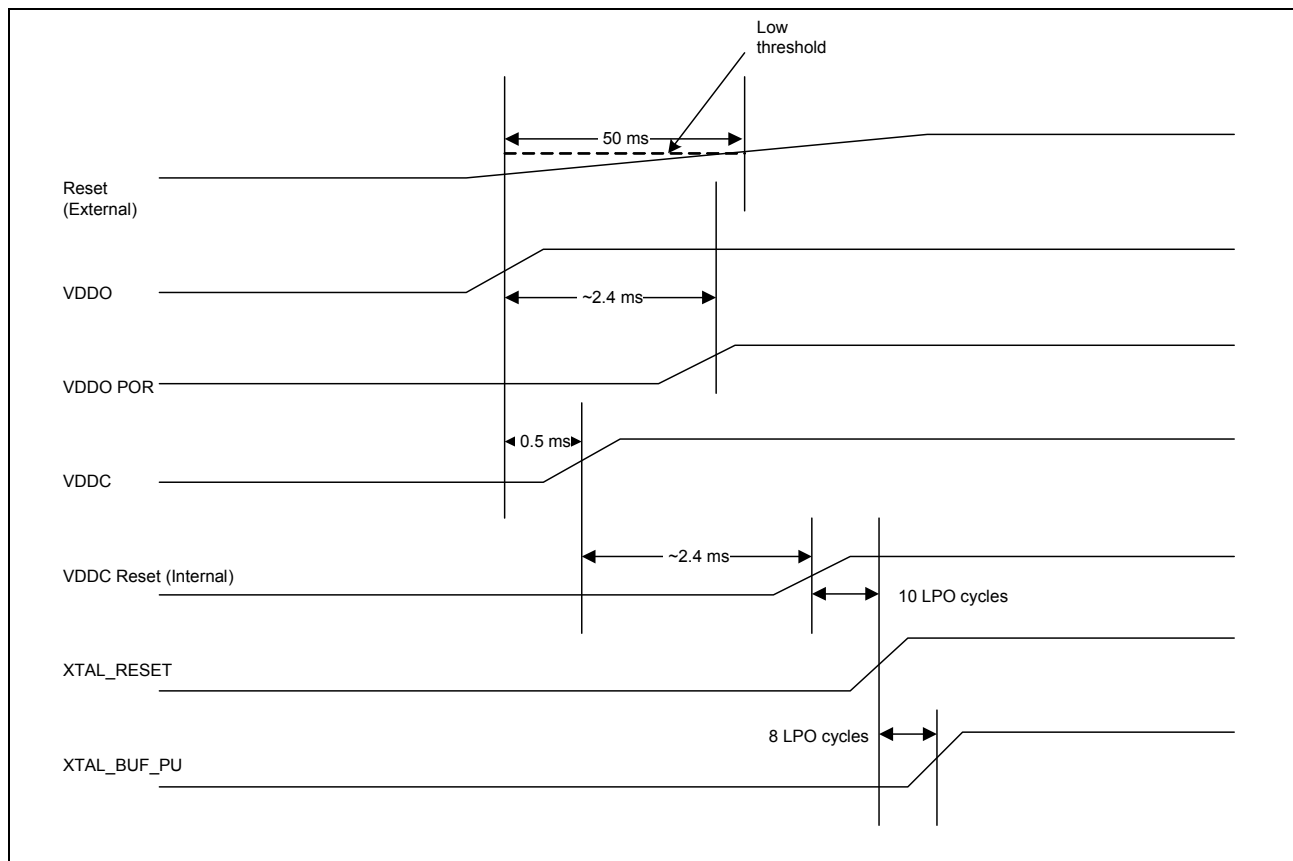 Low
threshold
50 ms
Reset
(External)
VDDO
~2.4 ms
VDDO POR
0.5 ms
VDDC
~2.4 ms
VDDC Reset (Internal)
10 LPO cycles
XTAL_RESET
8 LPO cycles
XTAL_BUF_PU